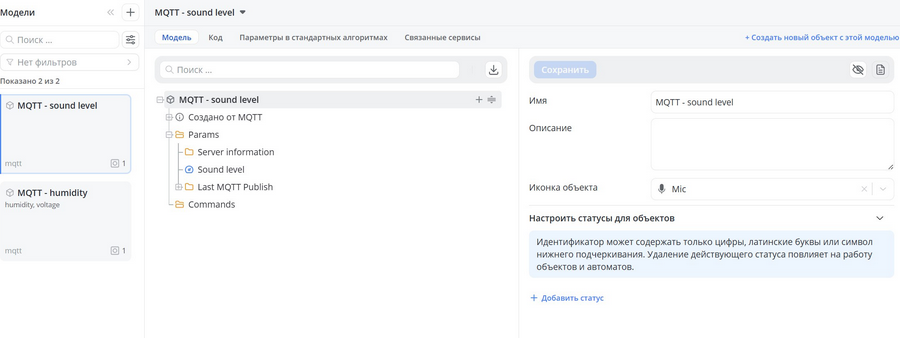 Модели
Поиск ...
Нет фильтров
Показано 2 из 2
MQTT - sound level
mqtt
1
MQTT - humidity
humidity, voltage
mqtt
1
MQTT - sound level
Модель
Код
Параметры в стандартных алгоритмах
Связанные сервисы
+ Создать новый объект с этой моделью
Поиск ...
MQTT - sound level
Создано от MQTT
Params
Server information
Sound level
Last MQTT Publish
Commands
Сохранить
Имя
MQTT - sound level
Описание
Иконка объекта
Mic
Настроить статусы для объектов
Идентификатор может содержать только цифры, латинские буквы или символ
нижнего подчеркивания. Удаление действующего статуса повлияет на работу
объектов и автоматов.
+ Добавить статус